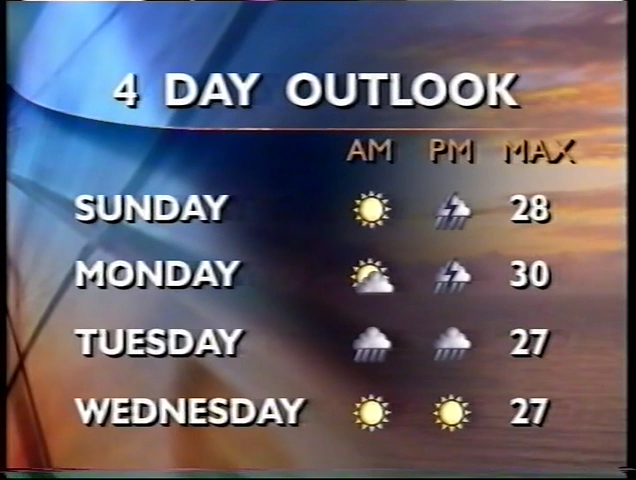 4 DAY OUTLOOK
AM PM MAX
SUNDAY 28
MONDAY 30
TUESDAY 27
WEDNESDAY 27